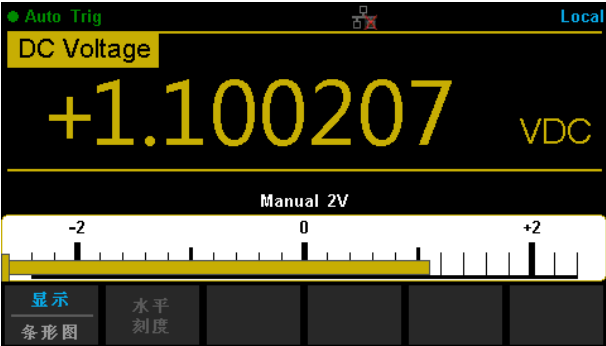 Auto Trig Local
DC Voltage
+1.100207 VDC
Manual 2V
-2 0 +2
显示 水平
条形图 刻度